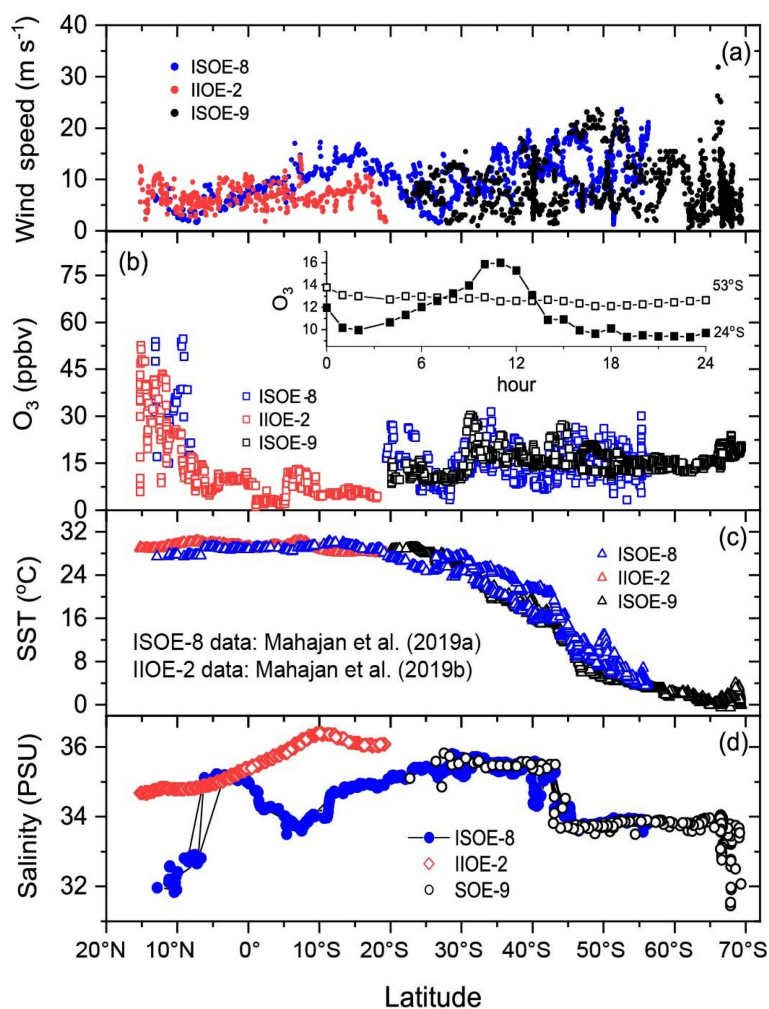 (a)
Wind speed (m s⁻¹)
40
30
20
10
0
ISOE-8
IIOE-2
ISOE-9
(b)
O₃ (ppbv)
75
60
45
30
15
0
O₃
16
14
12
10
53°S
24°S
0 6 12 18 24
hour
ISOE-8
IIOE-2
ISOE-9
(c)
SST (°C)
32
24
16
8
0
ISOE-8
IIOE-2
ISOE-9
ISOE-8 data: Mahajan et al. (2019a)
IIOE-2 data: Mahajan et al. (2019b)
(d)
Salinity (PSU)
36
34
32
ISOE-8
IIOE-2
SOE-9
20°N 10°N 0° 10°S 20°S 30°S 40°S 50°S 60°S 70°S
Latitude